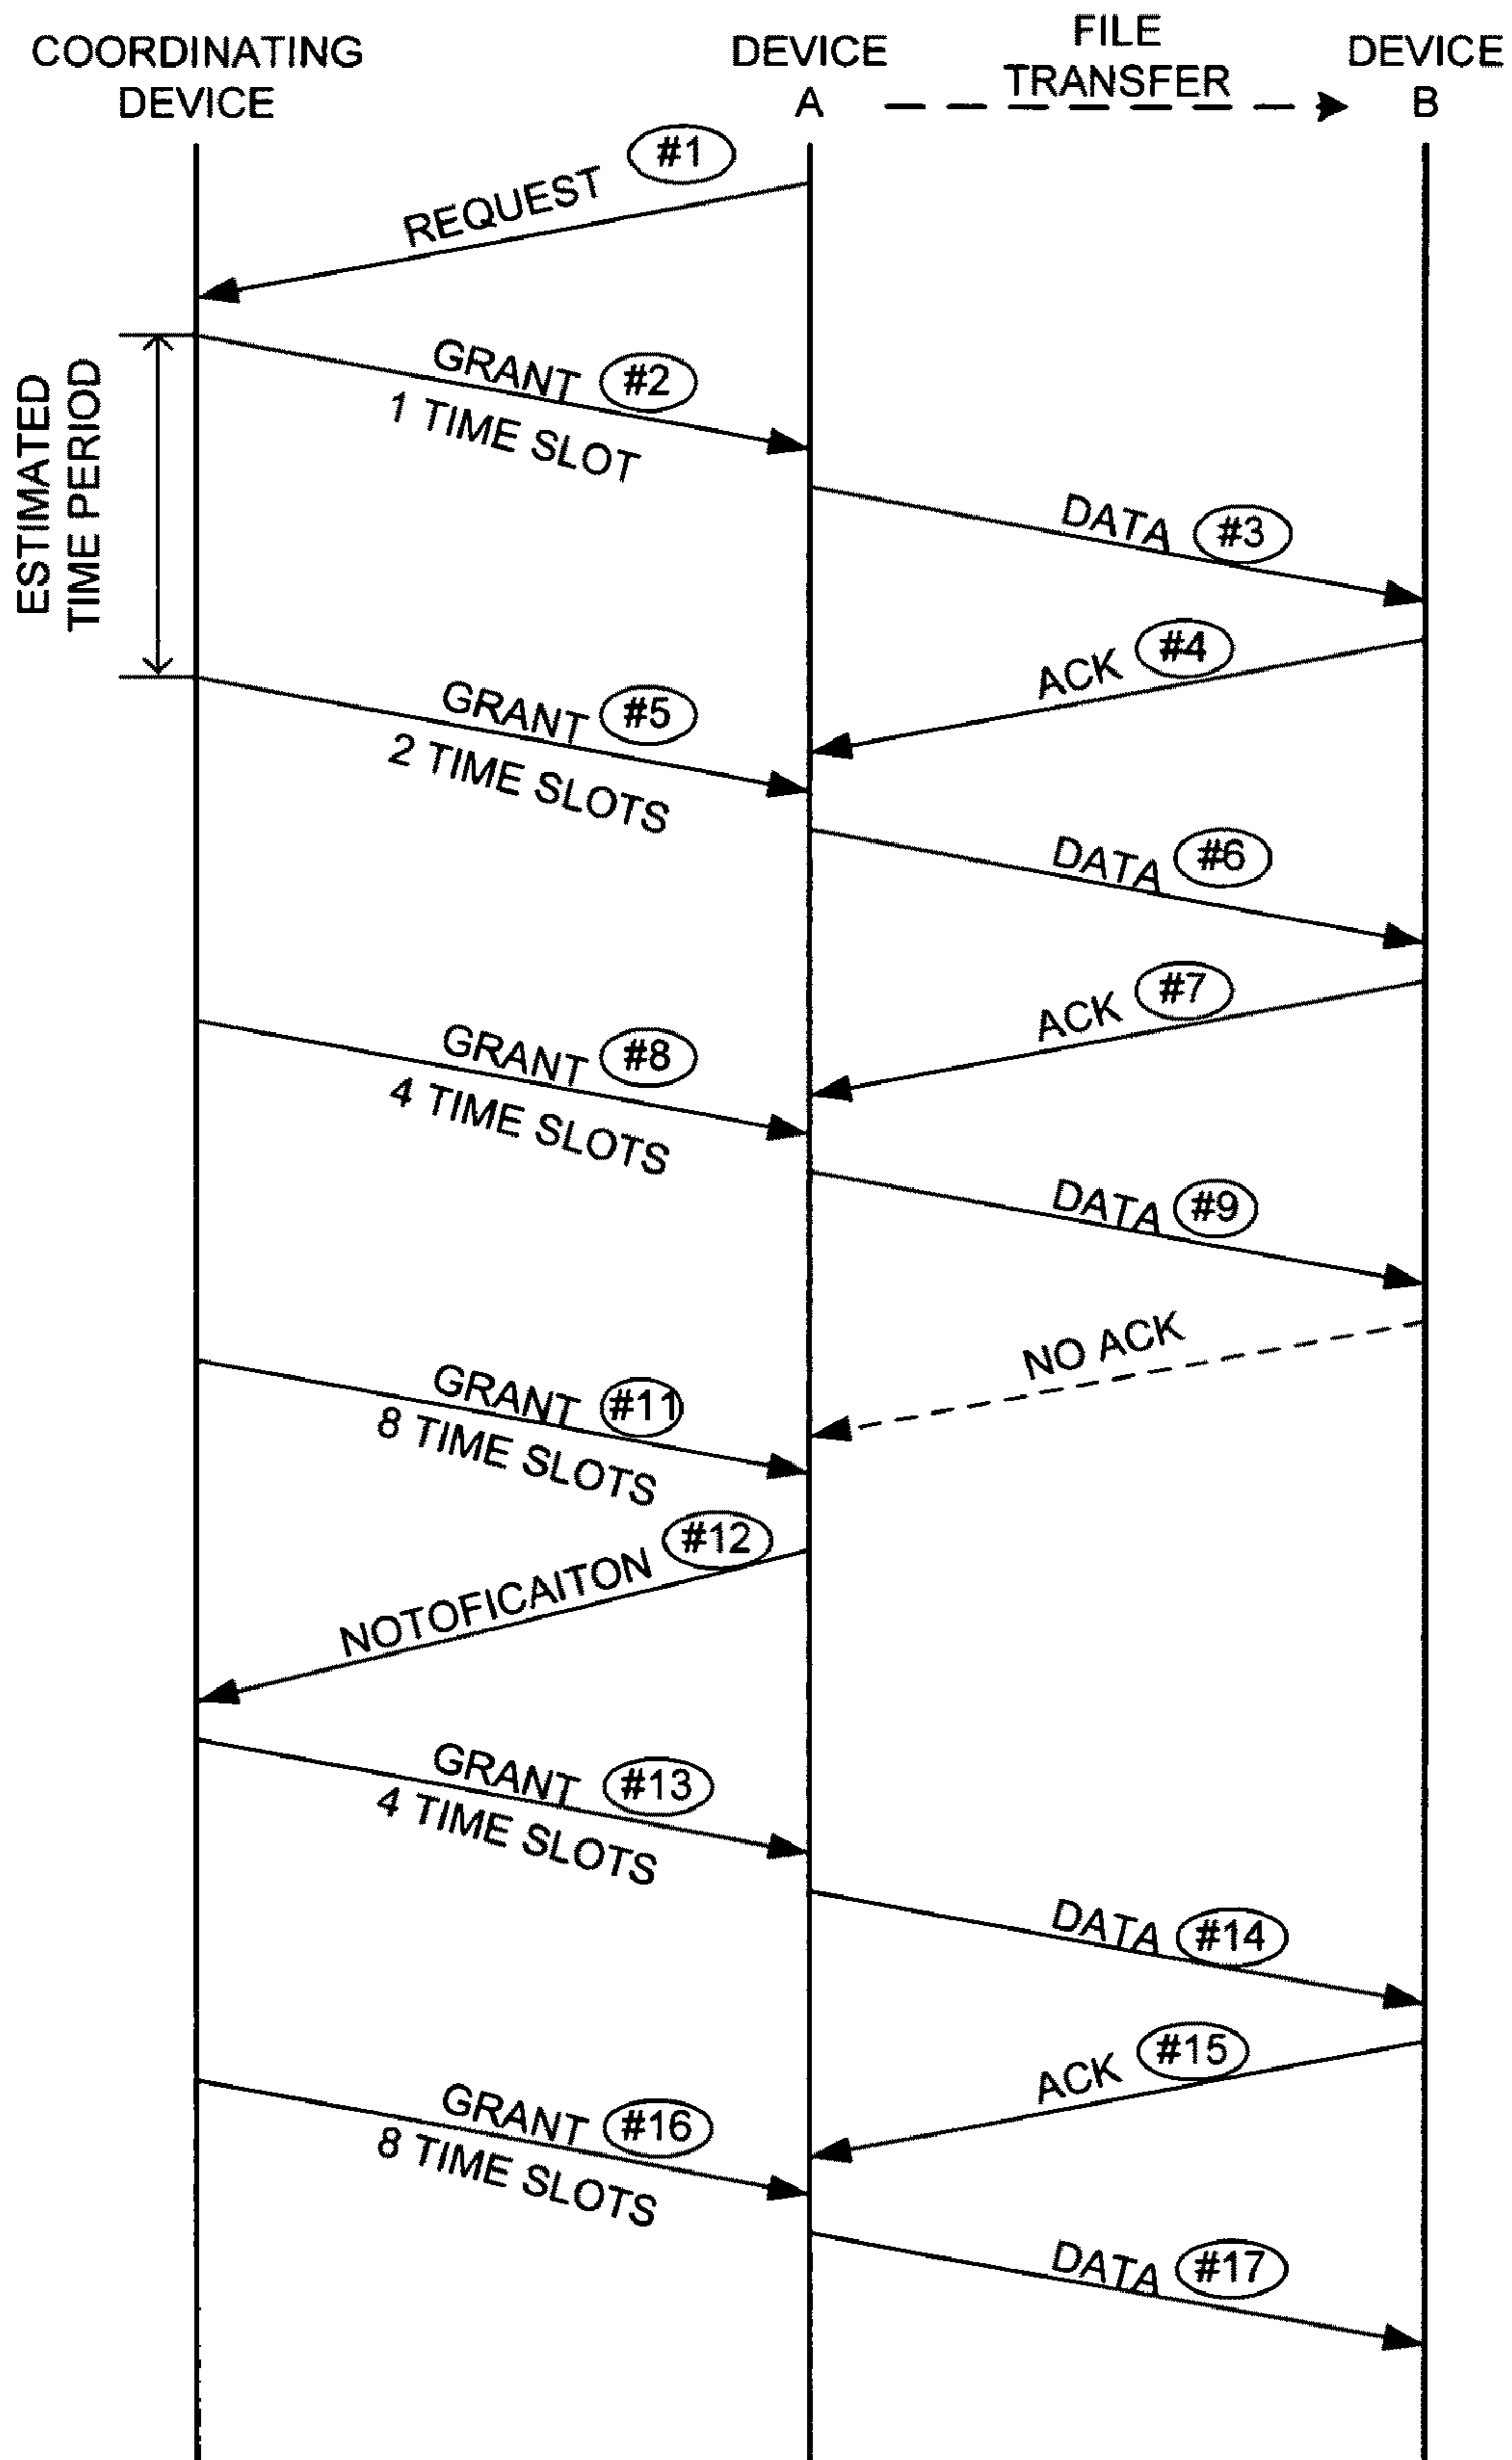 COORDINATING
DEVICE
DEVICE
A
FILE
TRANSFER
DEVICE
B
REQUEST #1
ESTIMATED
TIME PERIOD
GRANT #2
1 TIME SLOT
DATA #3
ACK #4
GRANT #5
2 TIME SLOTS
DATA #6
ACK #7
GRANT #8
4 TIME SLOTS
DATA #9
NO ACK
GRANT #11
8 TIME SLOTS
NOTOFICAITON #12
GRANT #13
4 TIME SLOTS
DATA #14
ACK #15
GRANT #16
8 TIME SLOTS
DATA #17